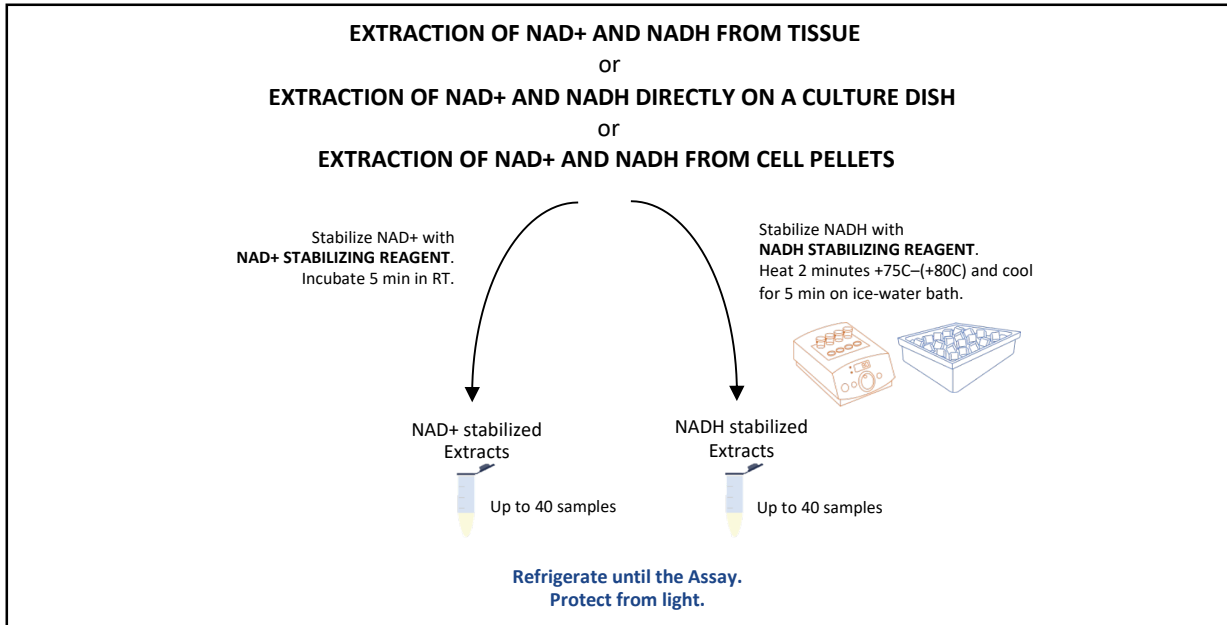 EXTRACTION OF NAD+ AND NADH FROM TISSUE
or
EXTRACTION OF NAD+ AND NADH DIRECTLY ON A CULTURE DISH
or
EXTRACTION OF NAD+ AND NADH FROM CELL PELLETS
Stabilize NAD+ with
NAD+ STABILIZING REAGENT.
Incubate 5 min in RT.
Stabilize NADH with
NADH STABILIZING REAGENT.
Heat 2 minutes +75C–(+80C) and cool
for 5 min on ice-water bath.
NAD+ stabilized
Extracts
Up to 40 samples
NADH stabilized
Extracts
Up to 40 samples
Refrigerate until the Assay.
Protect from light.